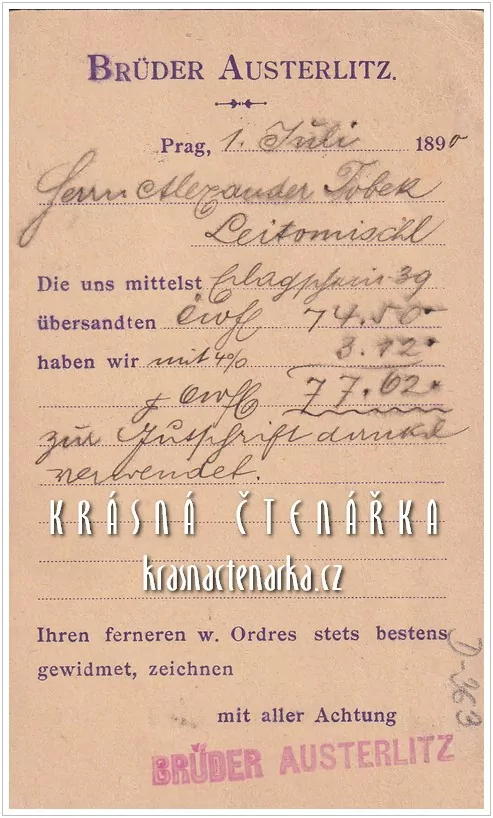 BRÜDER AUSTERLITZ.
Prag, 1. Juli 1890
Herrn Alexander Tobek
Leitomischl
Die uns mittelst Erlagschein 39
übersandten öwfl 74.50
haben wir mit 4% 3.12
öwfl 77.62
zur Gutschrift dankd
verwendet.
KRÁSNÁ ČTENÁŘKA
krasnactenarka.cz
Ihren ferneren w. Ordres stets bestens
gewidmet, zeichnen
mit aller Achtung
BRÜDER AUSTERLITZ
D-363